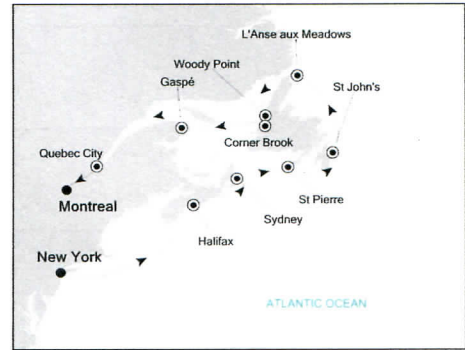 L'Anse aux Meadows
Woody Point
Gaspé
St John's
Corner Brook
Quebec City
St Pierre
Montreal
Sydney
Halifax
New York
ATLANTIC OCEAN